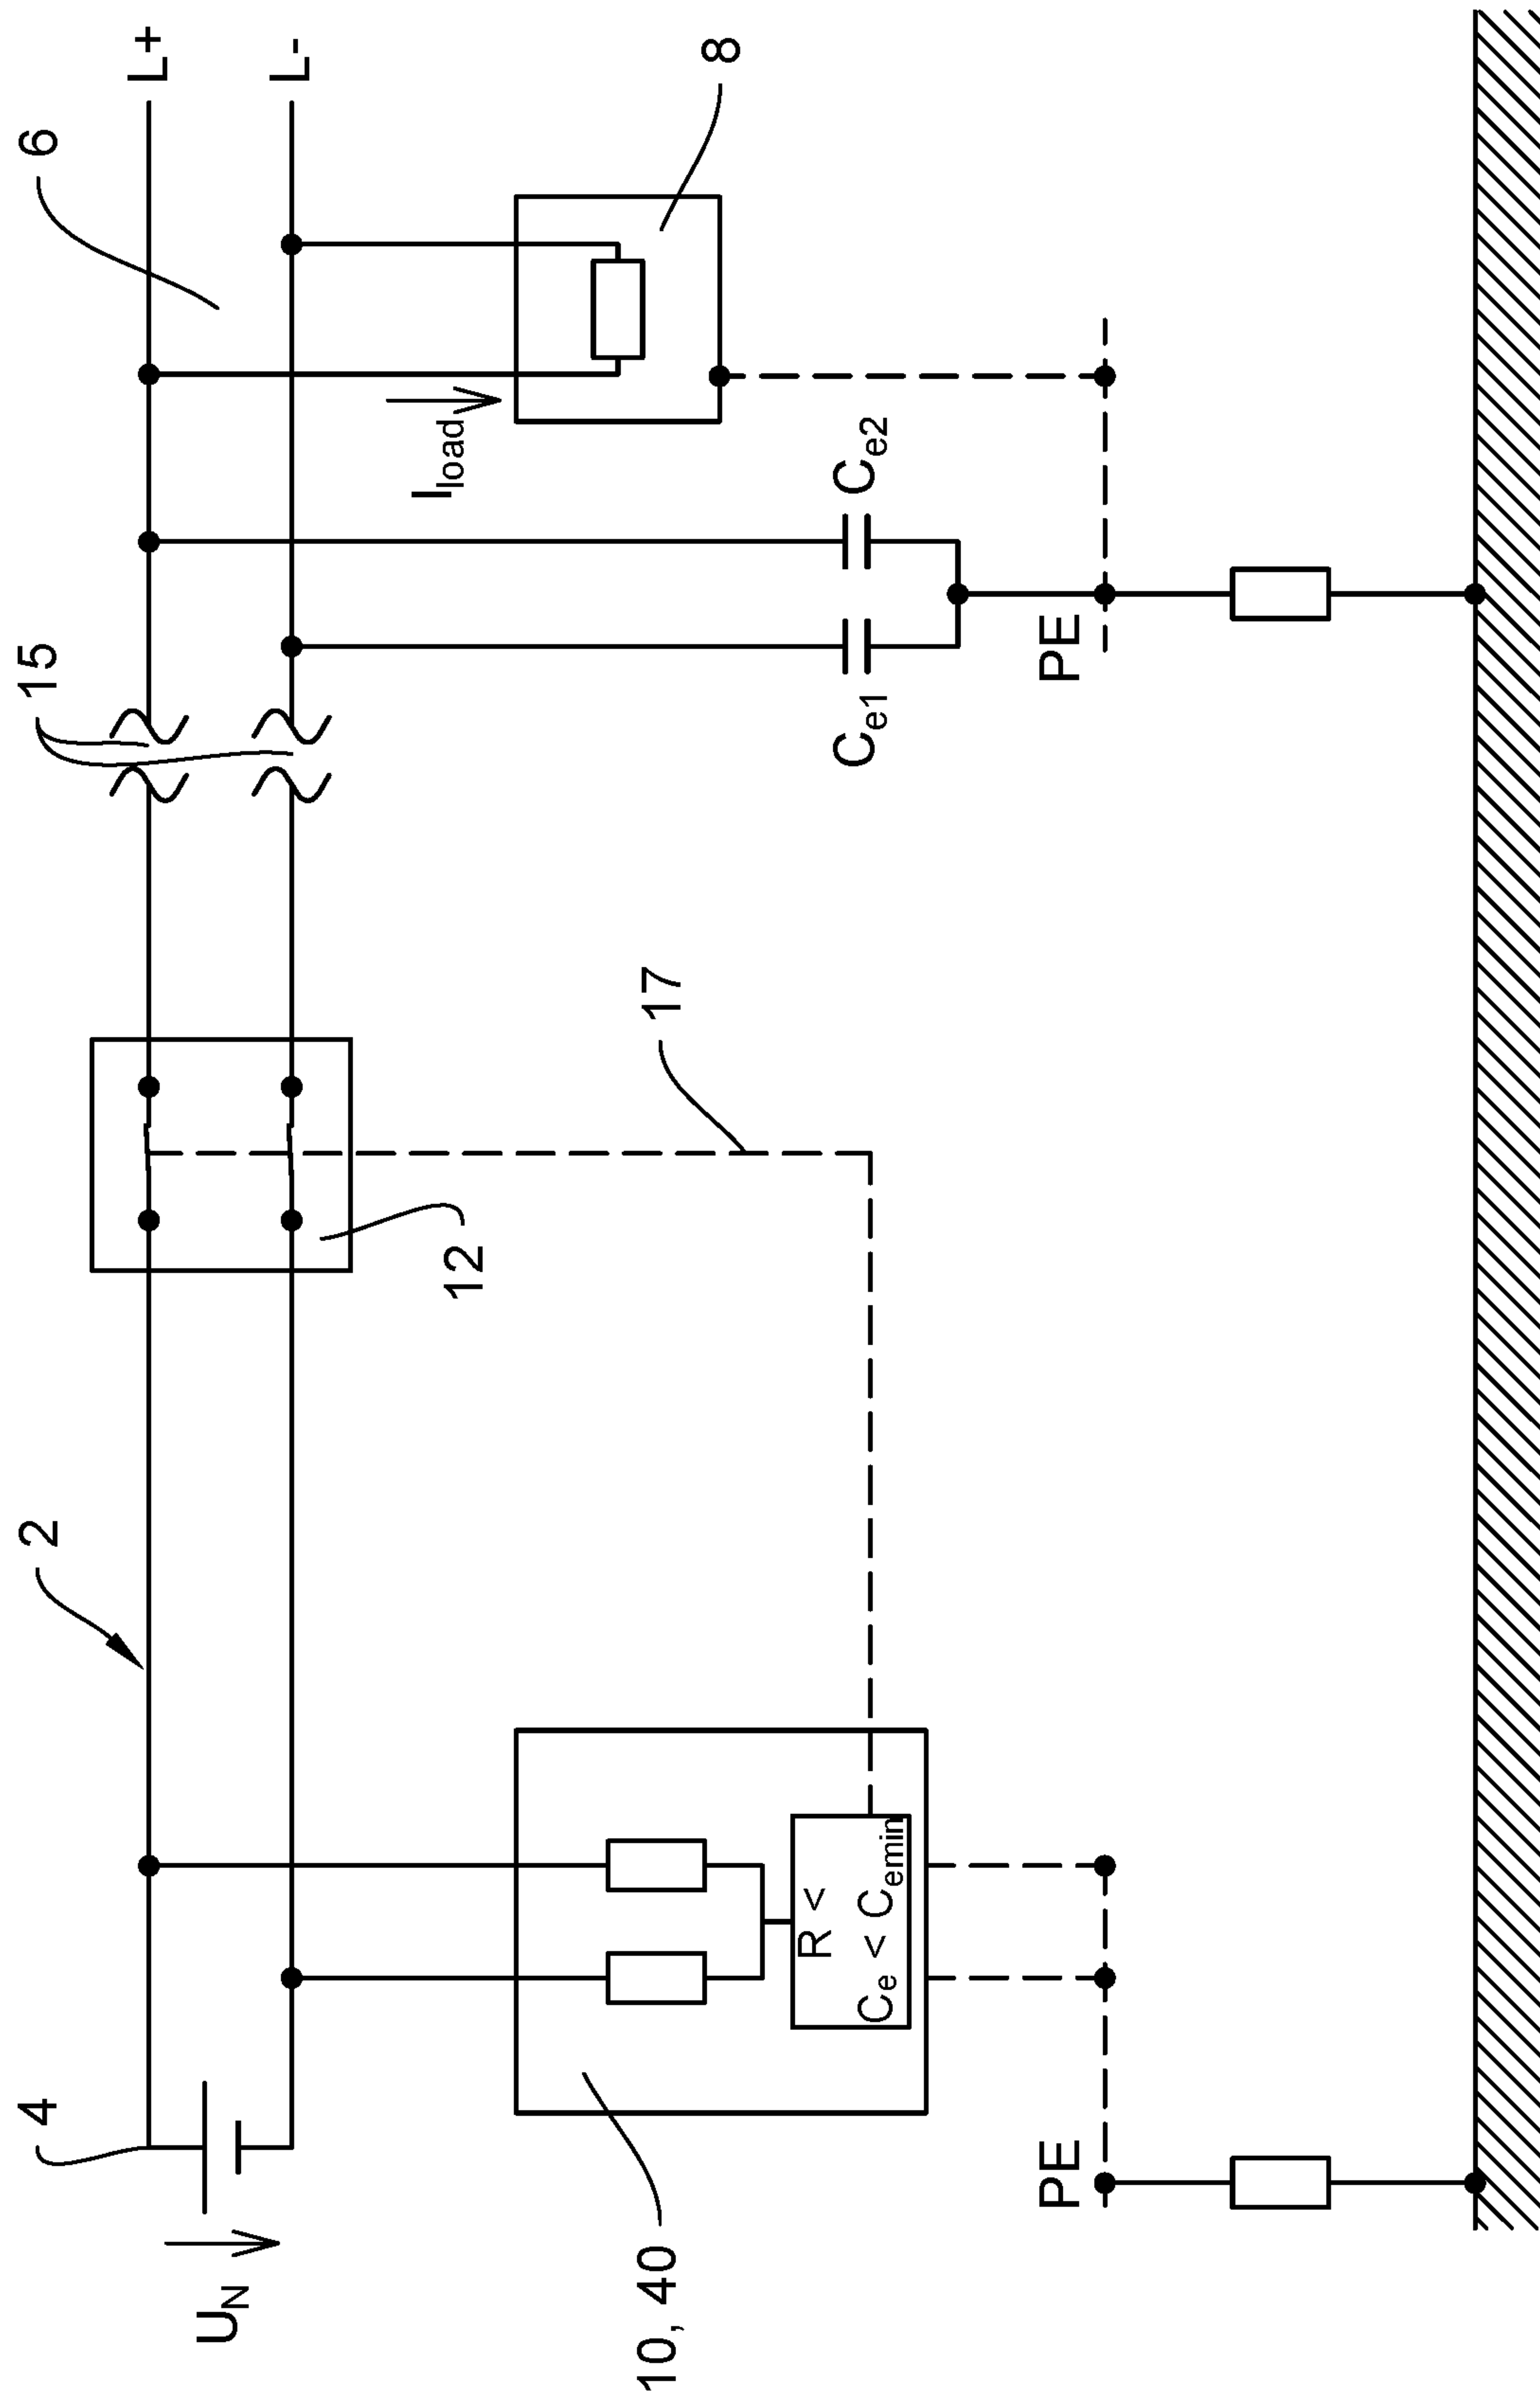 2
15
6
4
L+
L-
U_N
12
17
8
I_load
10, 40
R <
C_e < C_emin
C_e1
C_e2
PE
PE